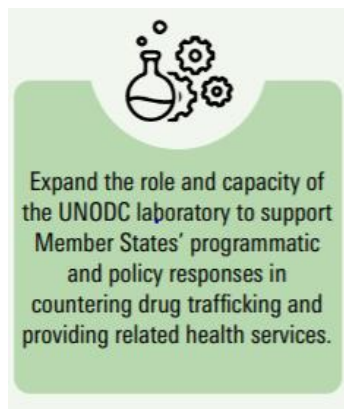 Expand the role and capacity of
the UNODC laboratory to support
Member States' programmatic
and policy responses in
countering drug trafficking and
providing related health services.